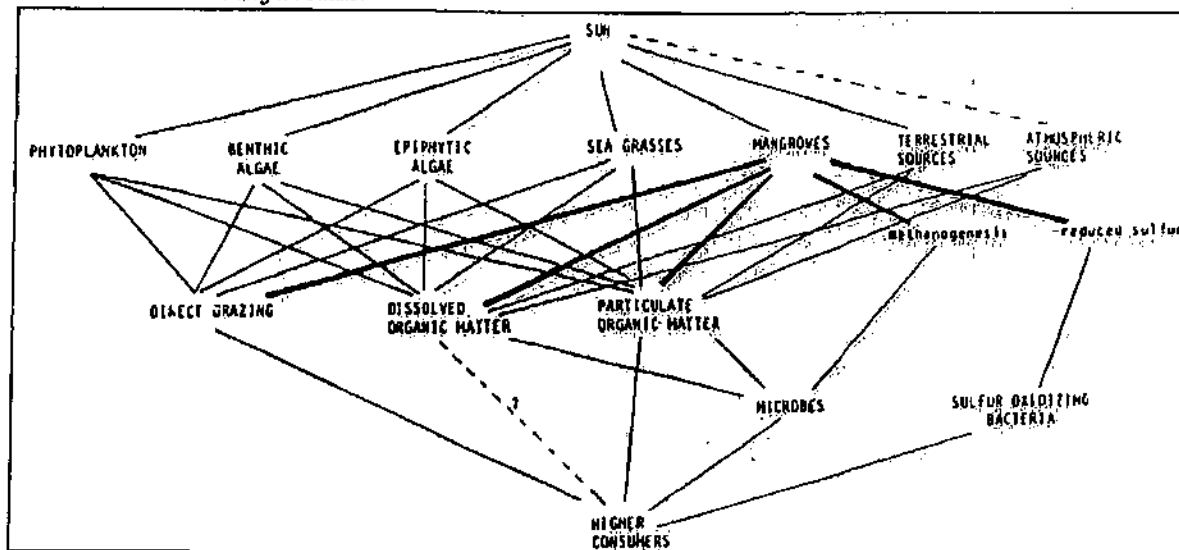 SUN
PHYTOPLANKTON
BENTHIC
ALGAE
EPIPHYTIC
ALGAE
SEA GRASSES
MANGROVES
TERRESTRIAL
SOURCES
ATMOSPHERIC
SOURCES
methanogenesis
reduced sulfur
DIRECT GRAZING
DISSOLVED
ORGANIC MATTER
PARTICULATE
ORGANIC MATTER
?
MICROBES
SULFUR OXIDIZING
BACTERIA
HIGHER
CONSUMERS